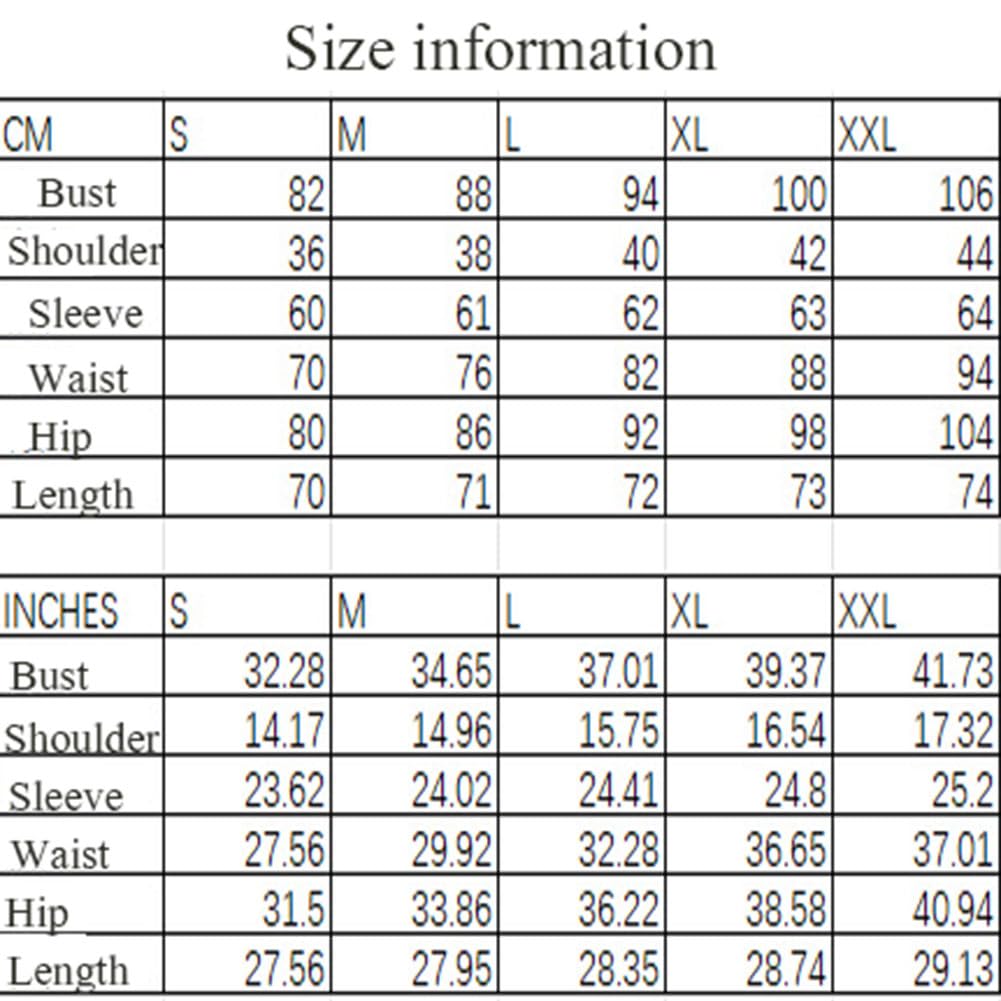 Size information
CM S M L XL XXL
Bust 82 88 94 100 106
Shoulder 36 38 40 42 44
Sleeve 60 61 62 63 64
Waist 70 76 82 88 94
Hip 80 86 92 98 104
Length 70 71 72 73 74
INCHES S M L XL XXL
Bust 32.28 34.65 37.01 39.37 41.73
Shoulder 14.17 14.96 15.75 16.54 17.32
Sleeve 23.62 24.02 24.41 24.8 25.2
Waist 27.56 29.92 32.28 36.65 37.01
Hip 31.5 33.86 36.22 38.58 40.94
Length 27.56 27.95 28.35 28.74 29.13